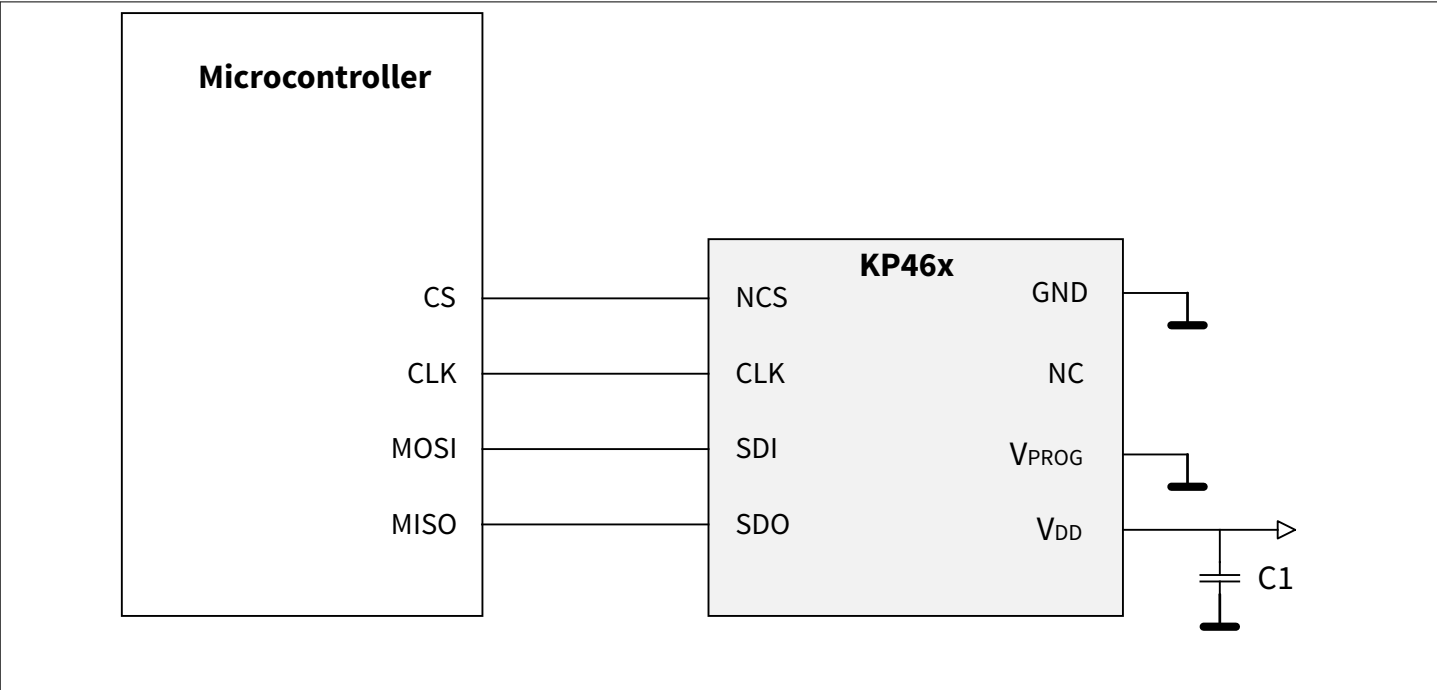 Microcontroller
CS
CLK
MOSI
MISO
KP46x
NCS
CLK
SDI
SDO
GND
NC
VPROG
VDD
C1